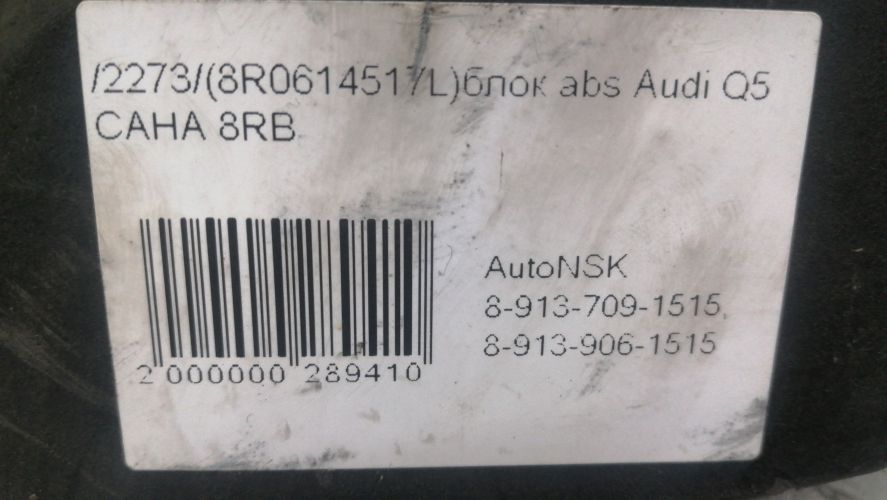 /2273/(8R0614517L)блок abs Audi Q5
CAHA 8RB
AutoNSK
8-913-709-1515,
8-913-906-1515
2 000000 289410